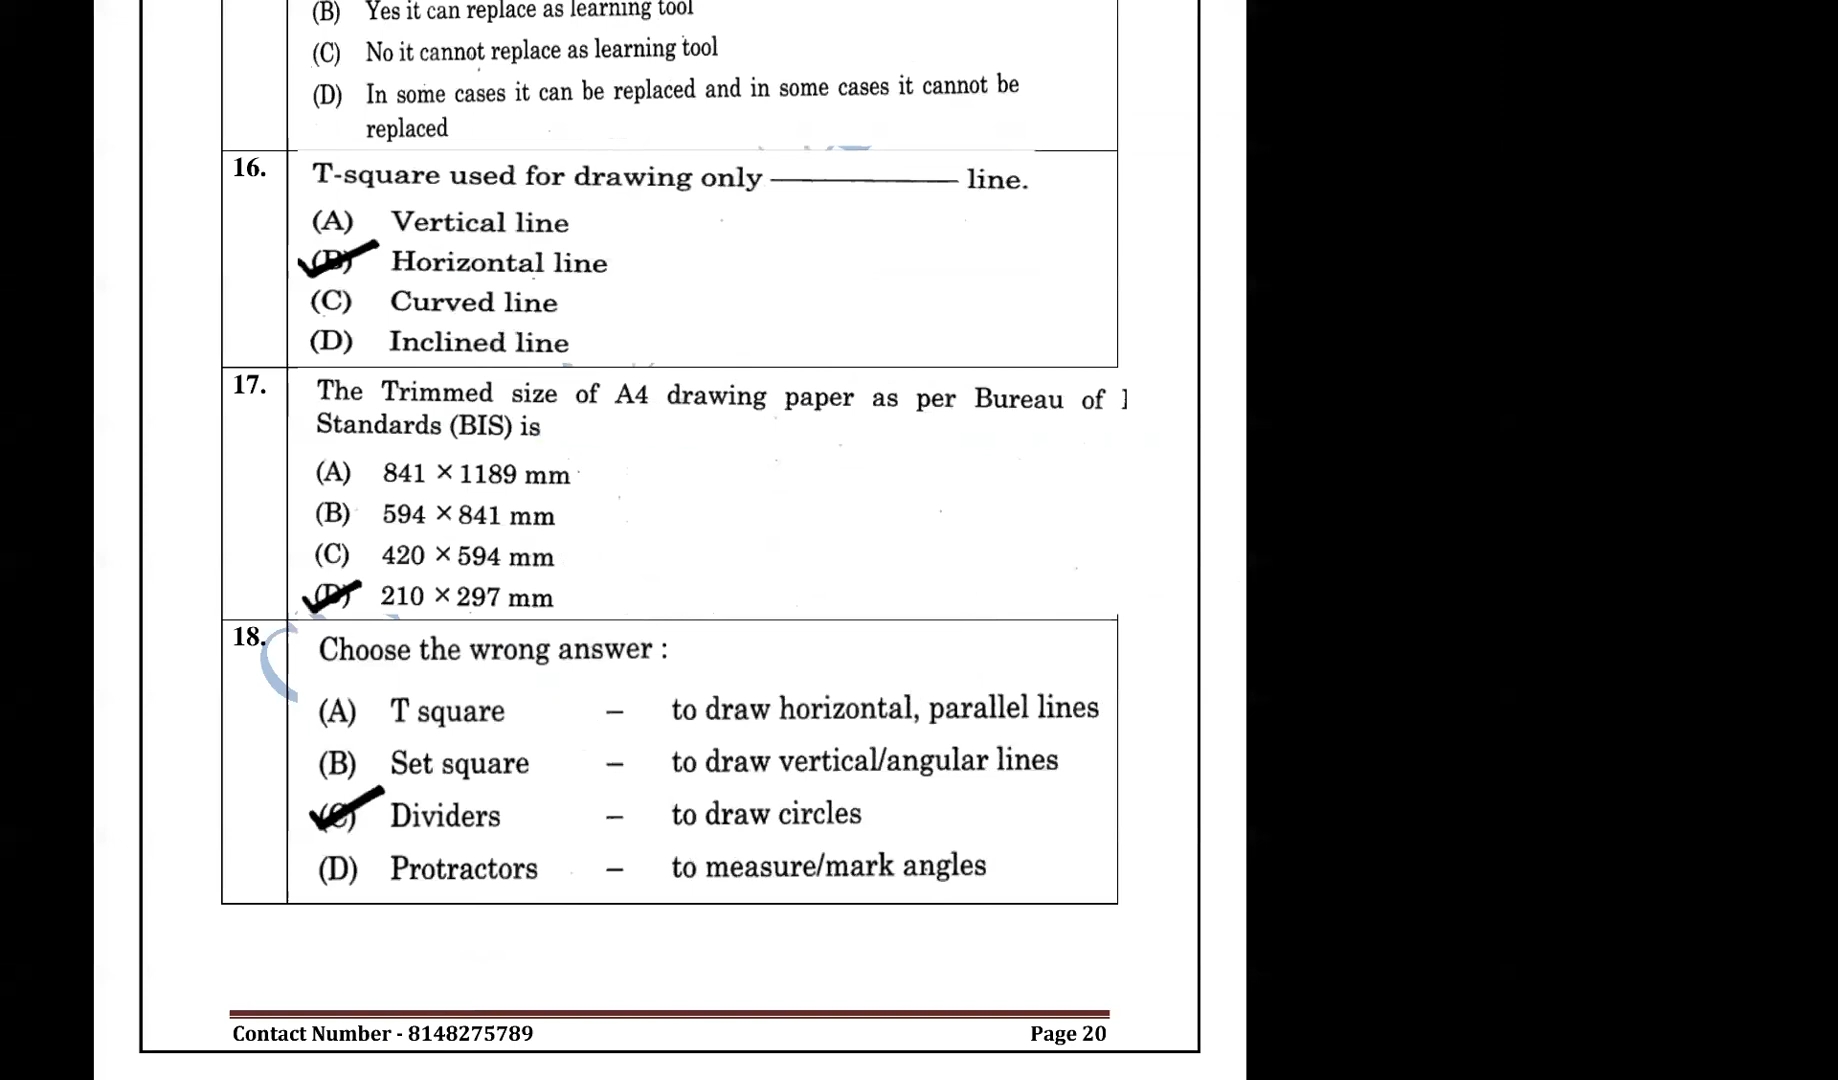 (B) Yes it can replace as learning tool
(C) No it cannot replace as learning tool
(D) In some cases it can be replaced and in some cases it cannot be
replaced
16. T-square used for drawing only ———— line.
(A) Vertical line
(B) Horizontal line
(C) Curved line
(D) Inclined line
17. The Trimmed size of A4 drawing paper as per Bureau of
Standards (BIS) is
(A) 841 × 1189 mm
(B) 594 × 841 mm
(C) 420 × 594 mm
(D) 210 × 297 mm
18. Choose the wrong answer :
(A) T square – to draw horizontal, parallel lines
(B) Set square – to draw vertical/angular lines
(C) Dividers – to draw circles
(D) Protractors – to measure/mark angles
Contact Number - 8148275789 Page 20